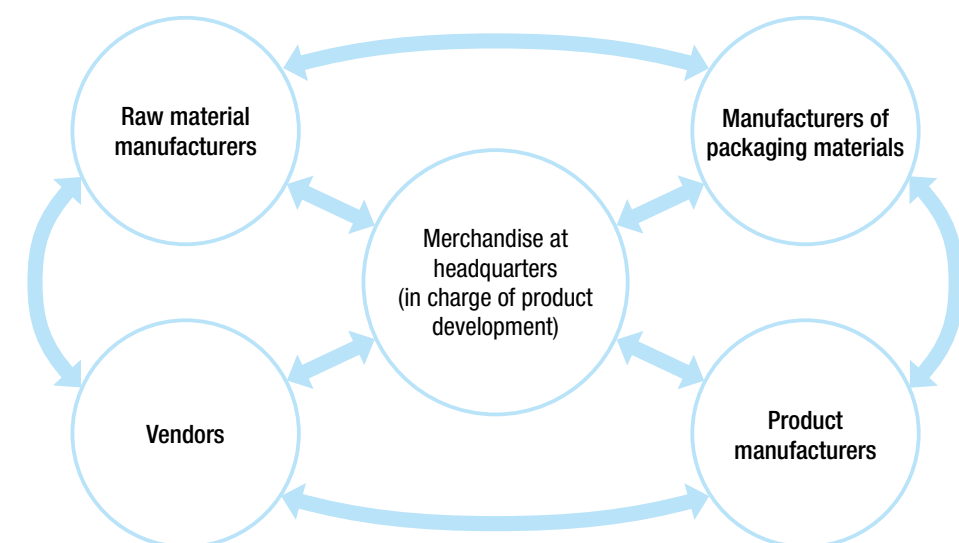 Raw material
manufacturers
Manufacturers of
packaging materials
Merchandise at
headquarters
(in charge of product
development)
Vendors
Product
manufacturers